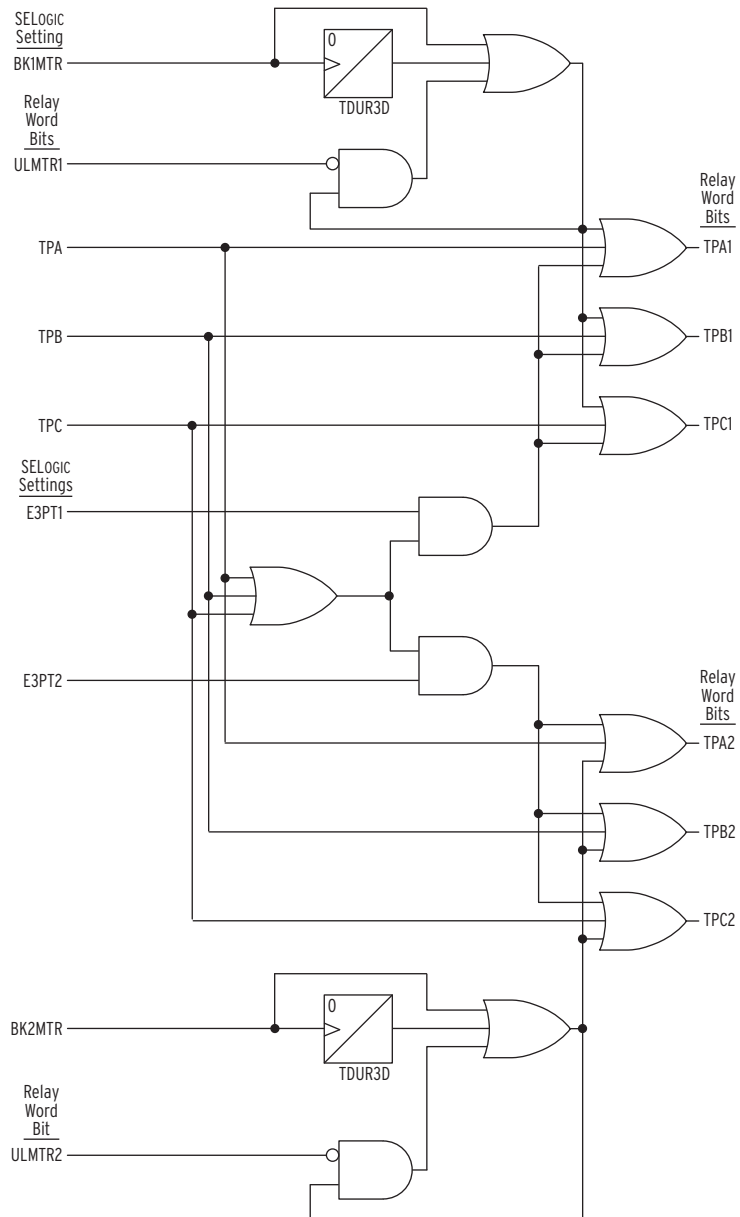 SELOGIC
Setting
BK1MTR
0
TDUR3D
Relay
Word
Bits
ULMTR1
Relay
Word
Bits
TPA
TPA1
TPB
TPB1
TPC
TPC1
SELOGIC
Settings
E3PT1
E3PT2
Relay
Word
Bits
TPA2
TPB2
TPC2
BK2MTR
0
TDUR3D
Relay
Word
Bit
ULMTR2